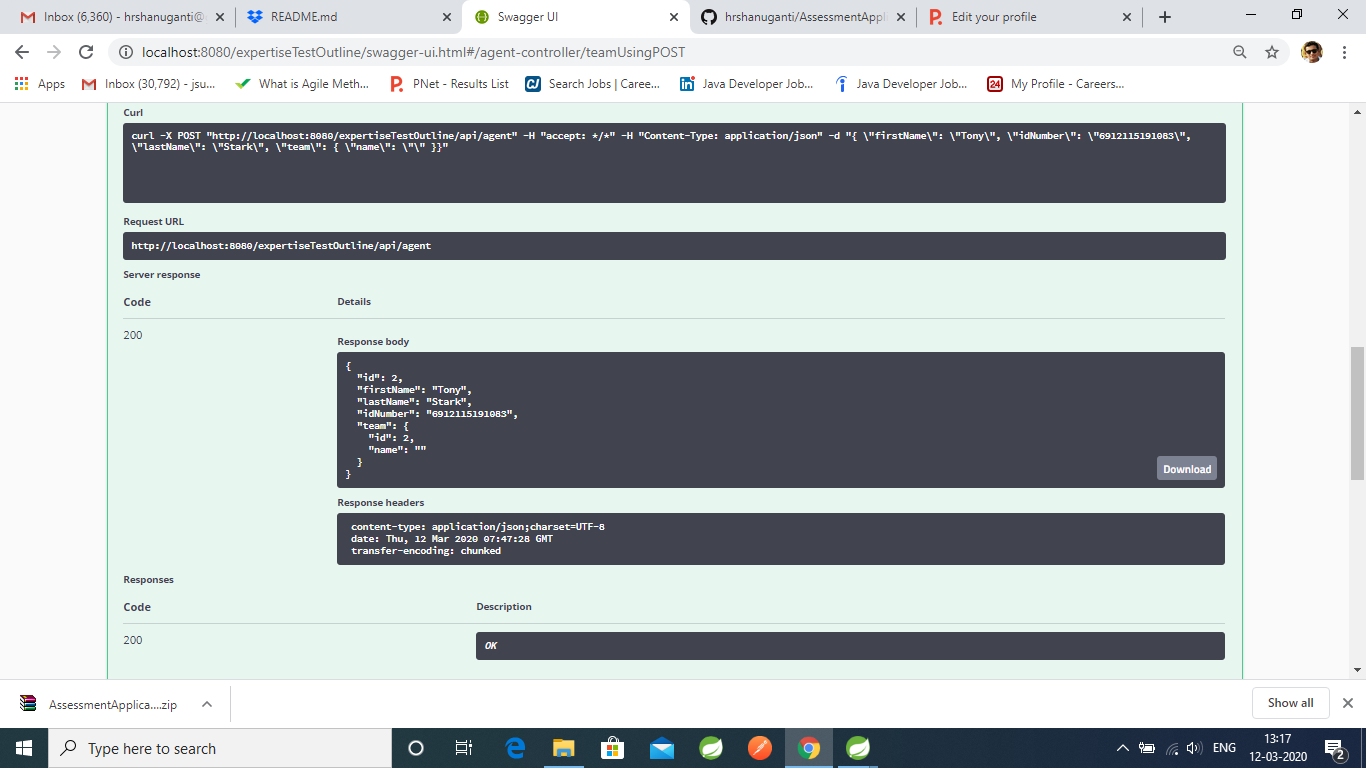 Inbox (6,360) - hrshanuganti@
README.md
Swagger UI
hrshanuganti/AssessmentAppli
Edit your profile
localhost:8080/expertiseTestOutline/swagger-ui.html#/agent-controller/teamUsingPOST
Apps
Inbox (30,792) - jsu...
What is Agile Meth...
PNet - Results List
Search Jobs | Caree...
Java Developer Job...
Java Developer Job...
My Profile - Careers...
Curl
curl -X POST "http://localhost:8080/expertiseTestOutline/api/agent" -H "accept: */*" -H "Content-Type: application/json" -d "{ \"firstName\": \"Tony\", \"idNumber\": \"6912115191083\",
\"lastName\": \"Stark\", \"team\": { \"name\": \"\" }}"
Request URL
http://localhost:8080/expertiseTestOutline/api/agent
Server response
Code Details
200
Response body
{
"id": 2,
"firstName": "Tony",
"lastName": "Stark",
"idNumber": "6912115191083",
"team": {
"id": 2,
"name": ""
}
}
Download
Response headers
content-type: application/json;charset=UTF-8
date: Thu, 12 Mar 2020 07:47:28 GMT
transfer-encoding: chunked
Responses
Code Description
200
OK
AssessmentApplica....zip
Show all
Type here to search
ENG
13:17
12-03-2020
2